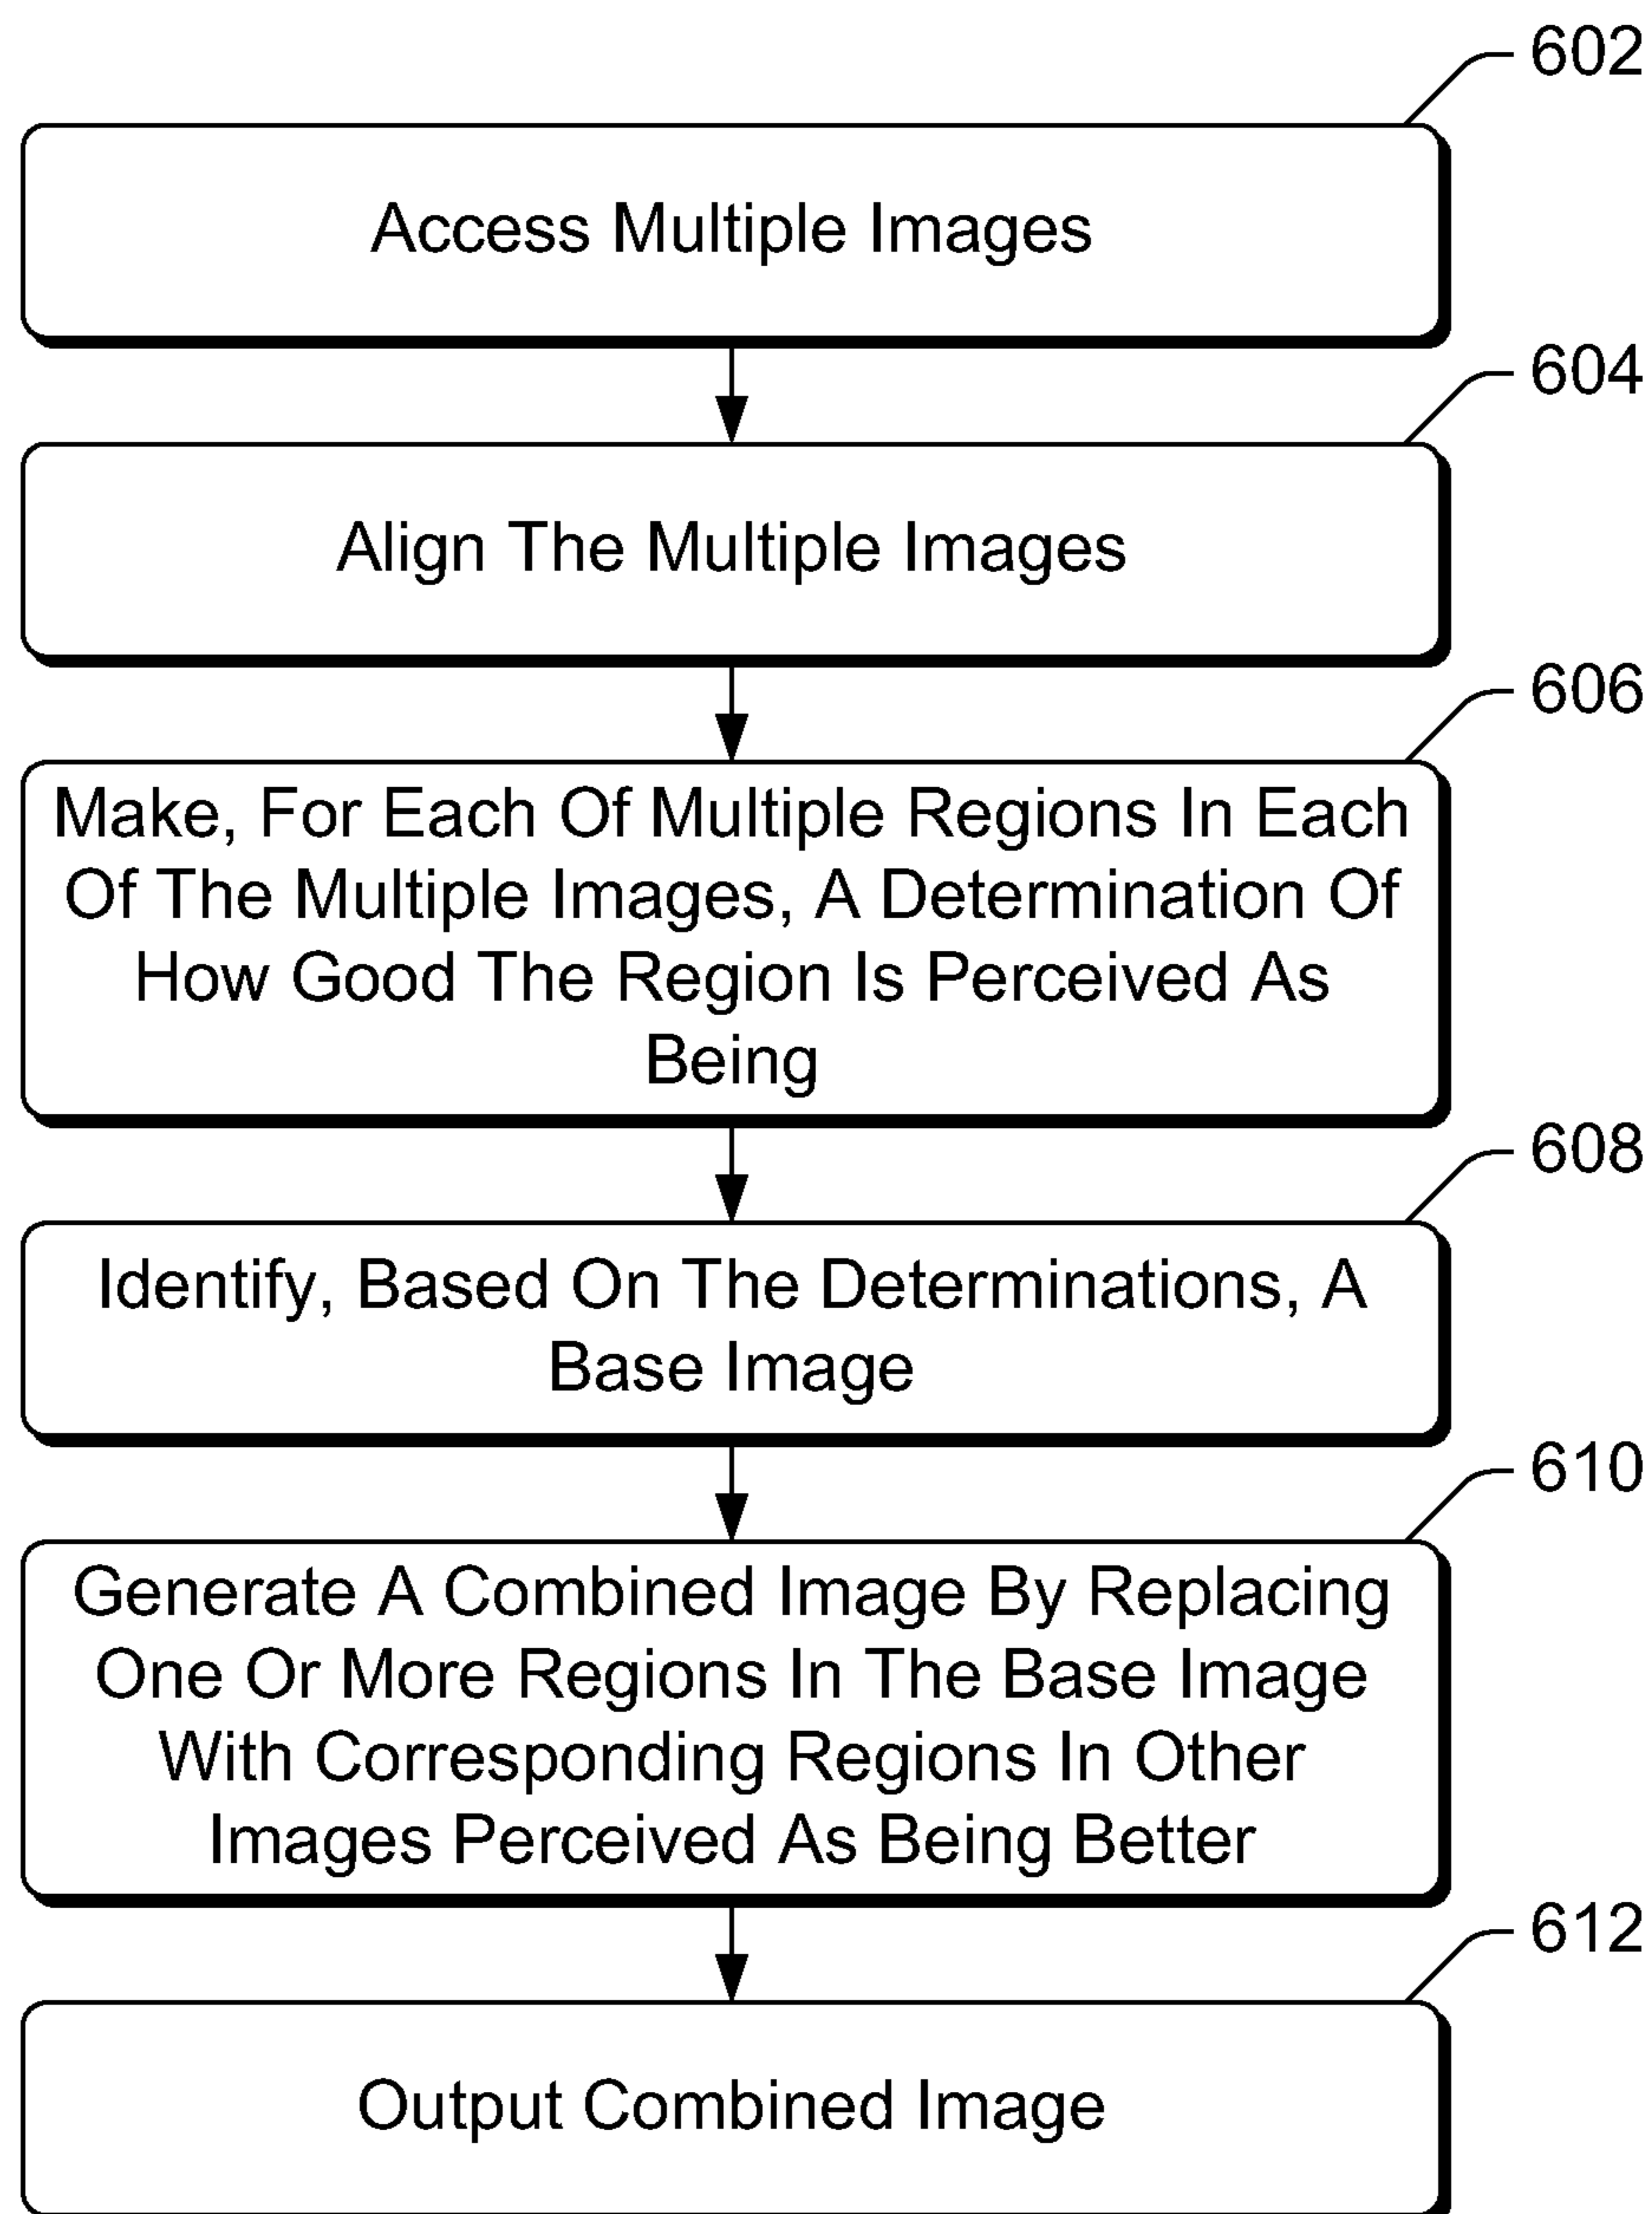 602
Access Multiple Images
604
Align The Multiple Images
606
Make, For Each Of Multiple Regions In Each
Of The Multiple Images, A Determination Of
How Good The Region Is Perceived As
Being
608
Identify, Based On The Determinations, A
Base Image
610
Generate A Combined Image By Replacing
One Or More Regions In The Base Image
With Corresponding Regions In Other
Images Perceived As Being Better
612
Output Combined Image